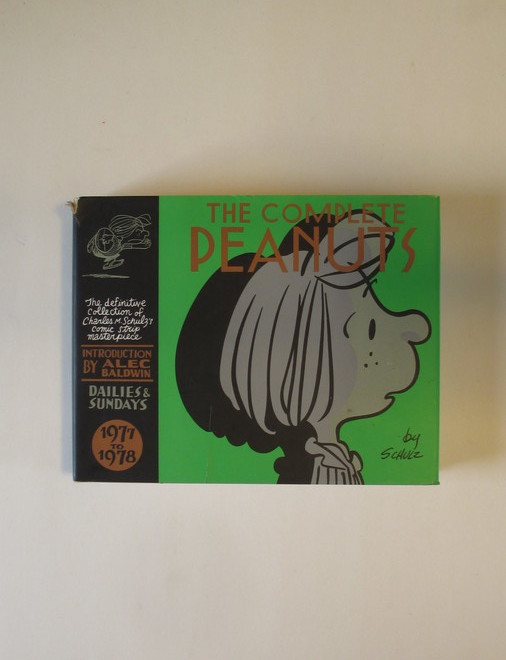 THE COMPLETE
PEANUTS
by
SCHULZ
The definitive
Collection of
Charles M. Schulz's
comic strip
masterpiece
INTRODUCTION
BY ALEC
BALDWIN
DAILIES &
SUNDAYS
1977
TO
1978